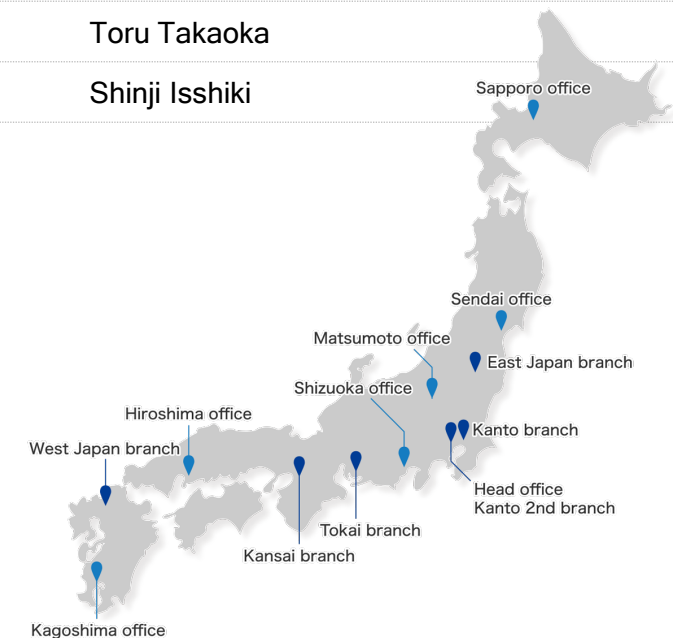 Toru Takaoka
Shinji Isshiki
Sapporo office
Sendai office
Matsumoto office
East Japan branch
Shizuoka office
Hiroshima office
Kanto branch
West Japan branch
Head office
Kanto 2nd branch
Tokai branch
Kansai branch
Kagoshima office